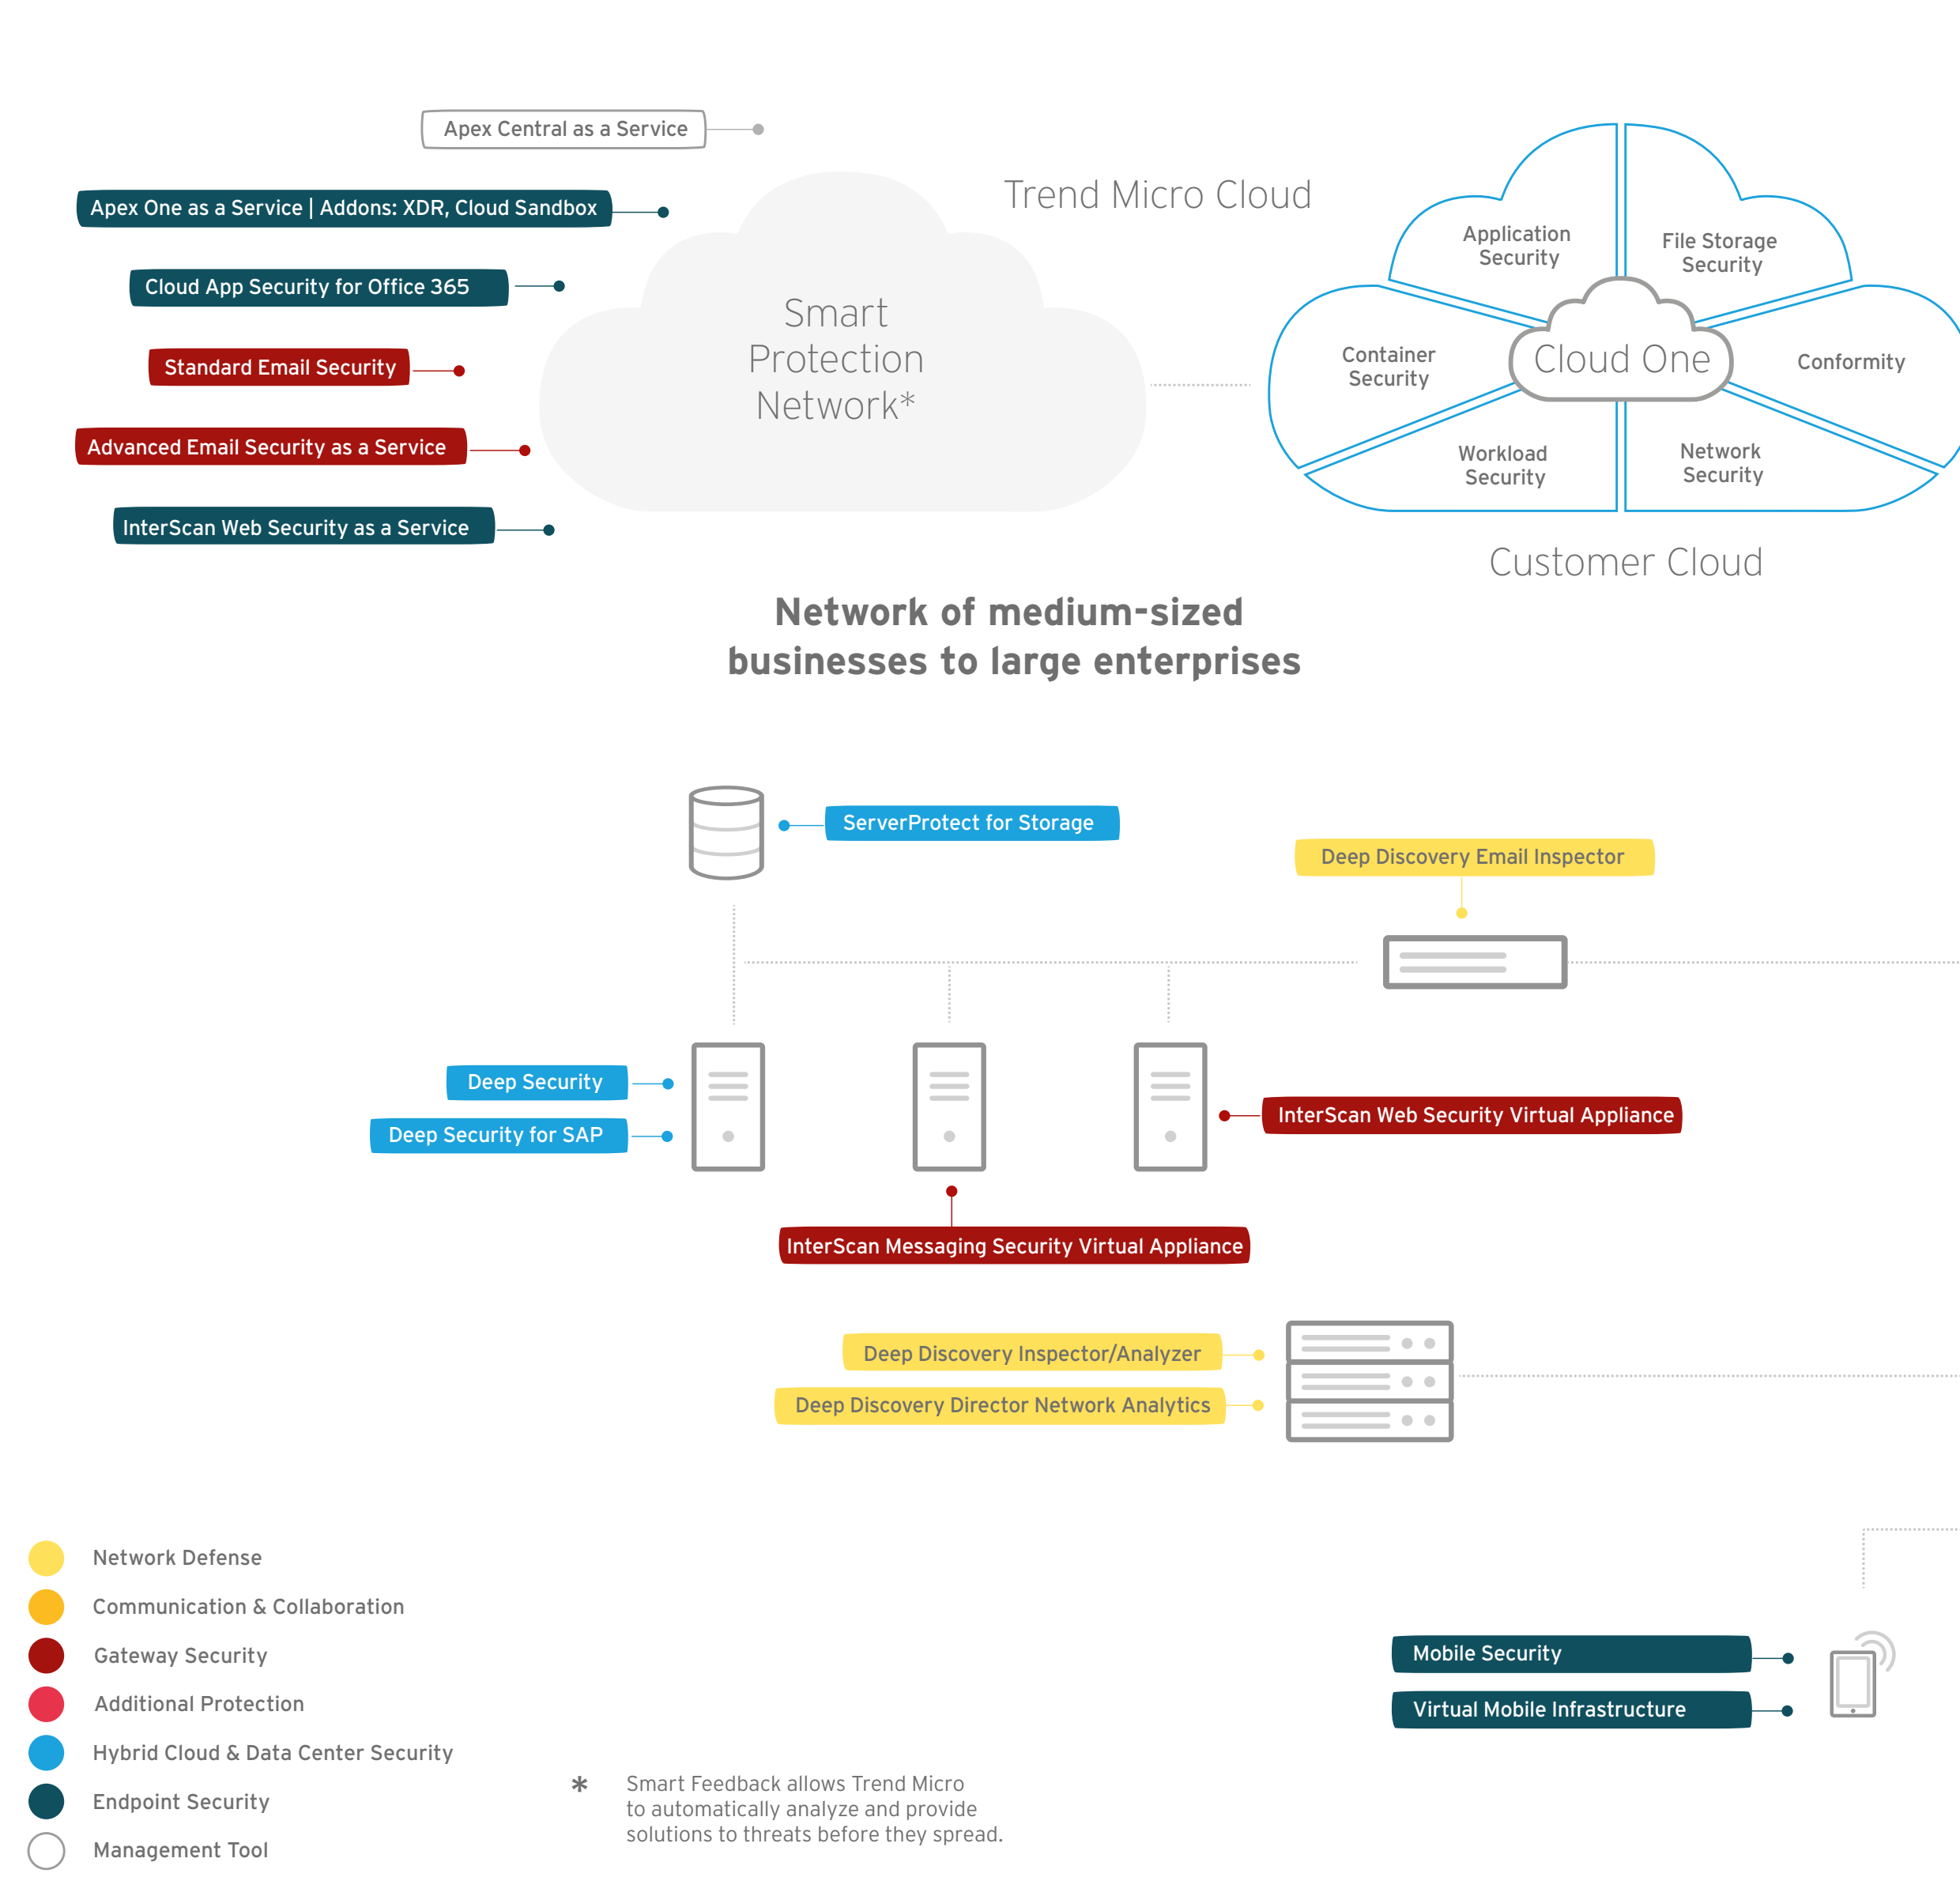 Apex Central as a Service
Apex One as a Service | Addons: XDR, Cloud Sandbox
Cloud App Security for Office 365
Standard Email Security
Advanced Email Security as a Service
InterScan Web Security as a Service
Smart
Protection
Network*
Trend Micro Cloud
Application
Security
File Storage
Security
Container
Security
Cloud One
Conformity
Workload
Security
Network
Security
Customer Cloud
Network of medium-sized
businesses to large enterprises
ServerProtect for Storage
Deep Discovery Email Inspector
Deep Security
Deep Security for SAP
InterScan Web Security Virtual Appliance
InterScan Messaging Security Virtual Appliance
Deep Discovery Inspector/Analyzer
Deep Discovery Director Network Analytics
Network Defense
Communication & Collaboration
Gateway Security
Additional Protection
Hybrid Cloud & Data Center Security
Endpoint Security
Management Tool
* Smart Feedback allows Trend Micro
to automatically analyze and provide
solutions to threats before they spread.
Mobile Security
Virtual Mobile Infrastructure